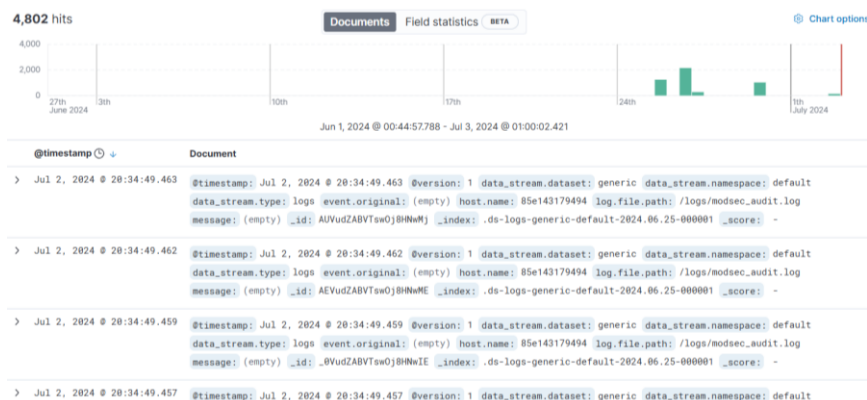 4,802 hits
Documents Field statistics BETA
Chart options
4,000
2,000
0
27th 3th 10th 17th 24th 1th
June 2024 July 2024
Jun 1, 2024 @ 00:44:57.788 - Jul 3, 2024 @ 01:00:02.421
@timestamp Document
Jul 2, 2024 @ 20:34:49.463 @timestamp: Jul 2, 2024 @ 20:34:49.463 @version: 1 data_stream.dataset: generic data_stream.namespace: default
data_stream.type: logs event.original: (empty) host.name: 85e143179494 log.file.path: /logs/modsec_audit.log
message: (empty) _id: AUVudZABVTswOj8HNwMj _index: .ds-logs-generic-default-2024.06.25-000001 _score: -
Jul 2, 2024 @ 20:34:49.462 @timestamp: Jul 2, 2024 @ 20:34:49.462 @version: 1 data_stream.dataset: generic data_stream.namespace: default
data_stream.type: logs event.original: (empty) host.name: 85e143179494 log.file.path: /logs/modsec_audit.log
message: (empty) _id: AEVudZABVTswOj8HNwME _index: .ds-logs-generic-default-2024.06.25-000001 _score: -
Jul 2, 2024 @ 20:34:49.459 @timestamp: Jul 2, 2024 @ 20:34:49.459 @version: 1 data_stream.dataset: generic data_stream.namespace: default
data_stream.type: logs event.original: (empty) host.name: 85e143179494 log.file.path: /logs/modsec_audit.log
message: (empty) _id: _0VudZABVTswOj8HNwIE _index: .ds-logs-generic-default-2024.06.25-000001 _score: -
Jul 2, 2024 @ 20:34:49.457 @timestamp: Jul 2, 2024 @ 20:34:49.457 @version: 1 data_stream.dataset: generic data_stream.namespace: default